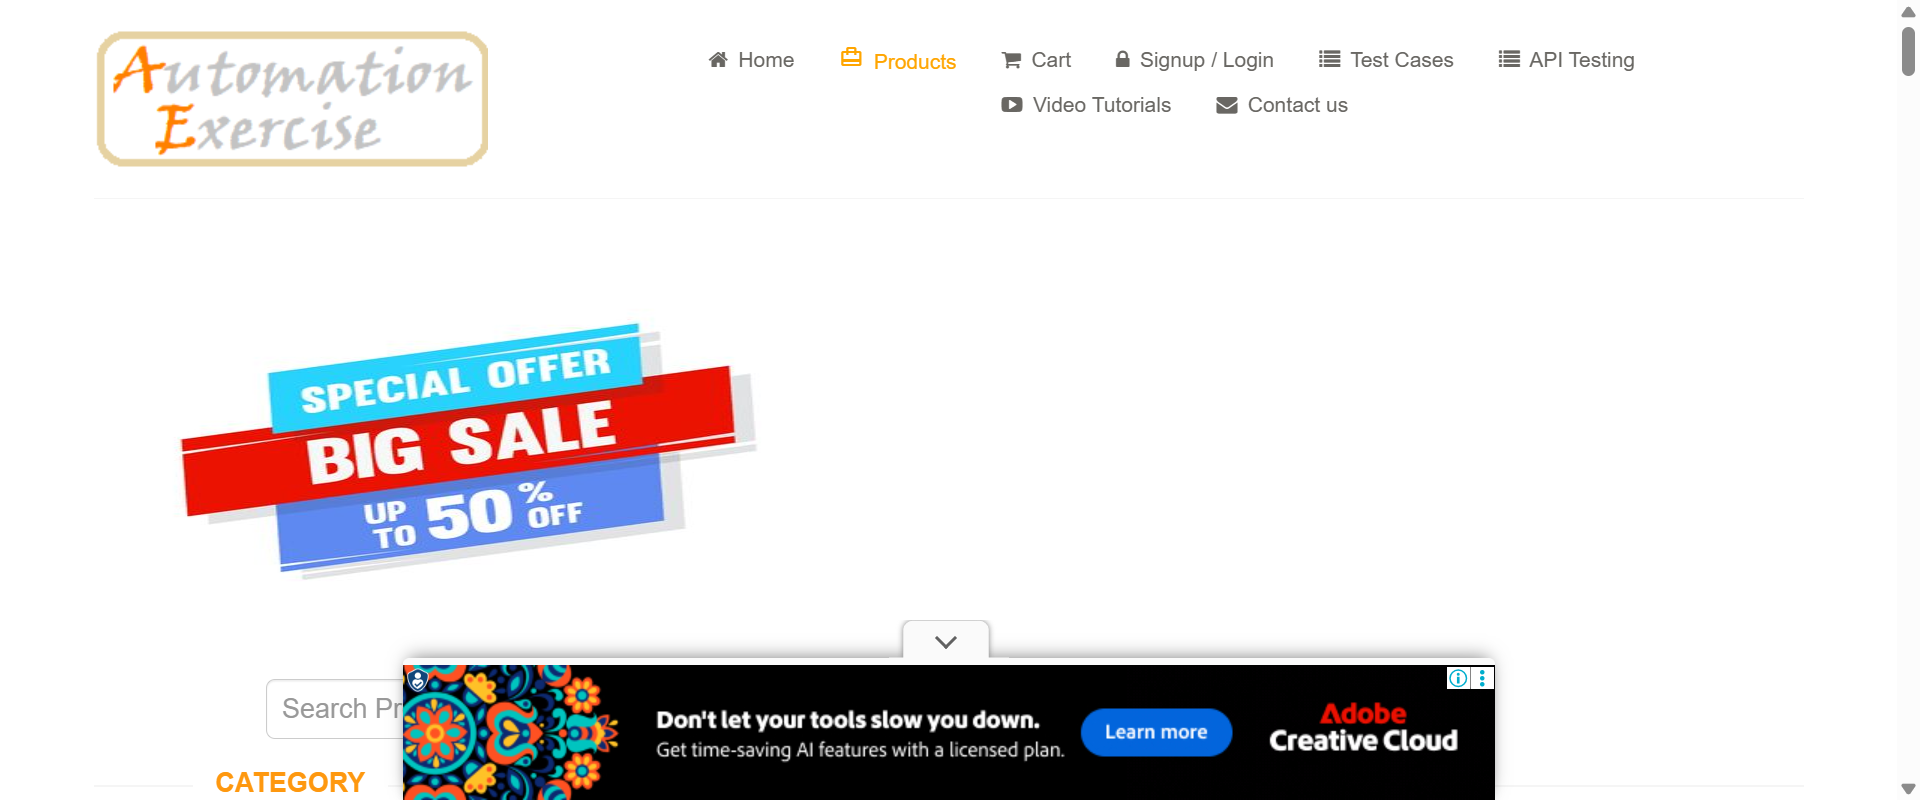 Automation
Exercise
Home
Products
Cart
Signup / Login
Test Cases
API Testing
Video Tutorials
Contact us
SPECIAL OFFER
BIG SALE
UP TO 50% OFF
Search Pr
Don't let your tools slow you down.
Get time-saving AI features with a licensed plan.
Learn more
Adobe
Creative Cloud
CATEGORY